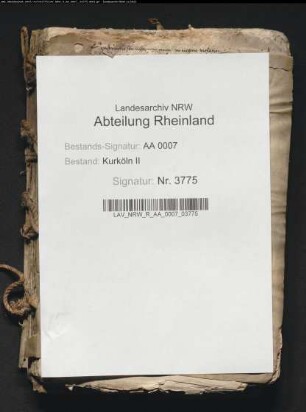 Landesarchiv NRW
Abteilung Rheinland
Bestands-Signatur: AA 0007
Bestand: Kurköln II
Signatur: Nr. 3775
LAV_NRW_R_AA_0007_03775